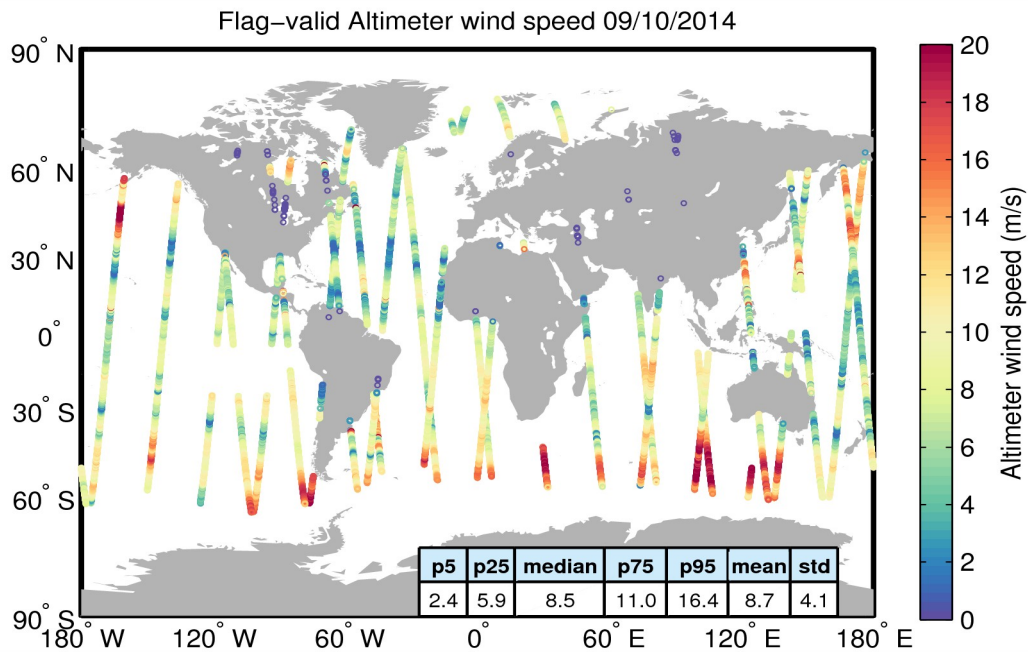 Flag−valid Altimeter wind speed 09/10/2014
90° N
60° N
30° N
0°
30° S
60° S
90° S
180° W
120° W
60° W
0°
60° E
120° E
180° E
p5 p25 median p75 p95 mean std
2.4 5.9 8.5 11.0 16.4 8.7 4.1
20
18
16
14
12
10
8
6
4
2
0
Altimeter wind speed (m/s)